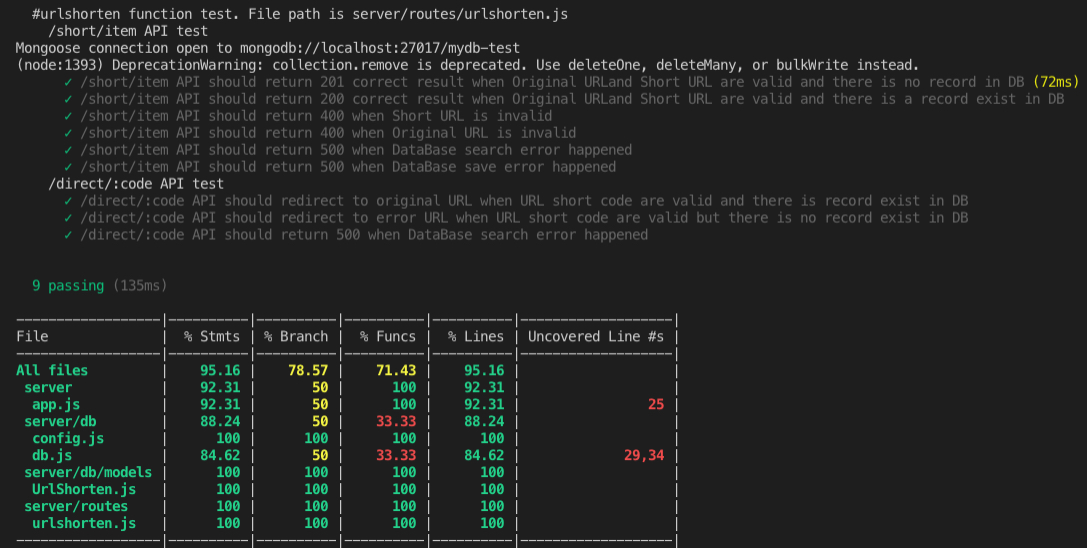 #urlshorten function test. File path is server/routes/urlshorten.js
/short/item API test
Mongoose connection open to mongodb://localhost:27017/mydb-test
(node:1393) DeprecationWarning: collection.remove is deprecated. Use deleteOne, deleteMany, or bulkWrite instead.
✓ /short/item API should return 201 correct result when Original URLand Short URL are valid and there is no record in DB (72ms)
✓ /short/item API should return 200 correct result when Original URLand Short URL are valid and there is a record exist in DB
✓ /short/item API should return 400 when Short URL is invalid
✓ /short/item API should return 400 when Original URL is invalid
✓ /short/item API should return 500 when DataBase search error happened
✓ /short/item API should return 500 when DataBase save error happened
/direct/:code API test
✓ /direct/:code API should redirect to original URL when URL short code are valid and there is record exist in DB
✓ /direct/:code API should redirect to error URL when URL short code are valid but there is no record exist in DB
✓ /direct/:code API should return 500 when DataBase search error happened
9 passing (135ms)
File | % Stmts | % Branch | % Funcs | % Lines | Uncovered Line #s |
All files | 95.16 | 78.57 | 71.43 | 95.16 | |
server | 92.31 | 50 | 100 | 92.31 | |
app.js | 92.31 | 50 | 100 | 92.31 | 25 |
server/db | 88.24 | 50 | 33.33 | 88.24 | |
config.js | 100 | 100 | 100 | 100 | |
db.js | 84.62 | 50 | 33.33 | 84.62 | 29,34 |
server/db/models | 100 | 100 | 100 | 100 | |
UrlShorten.js | 100 | 100 | 100 | 100 | |
server/routes | 100 | 100 | 100 | 100 | |
urlshorten.js | 100 | 100 | 100 | 100 | |